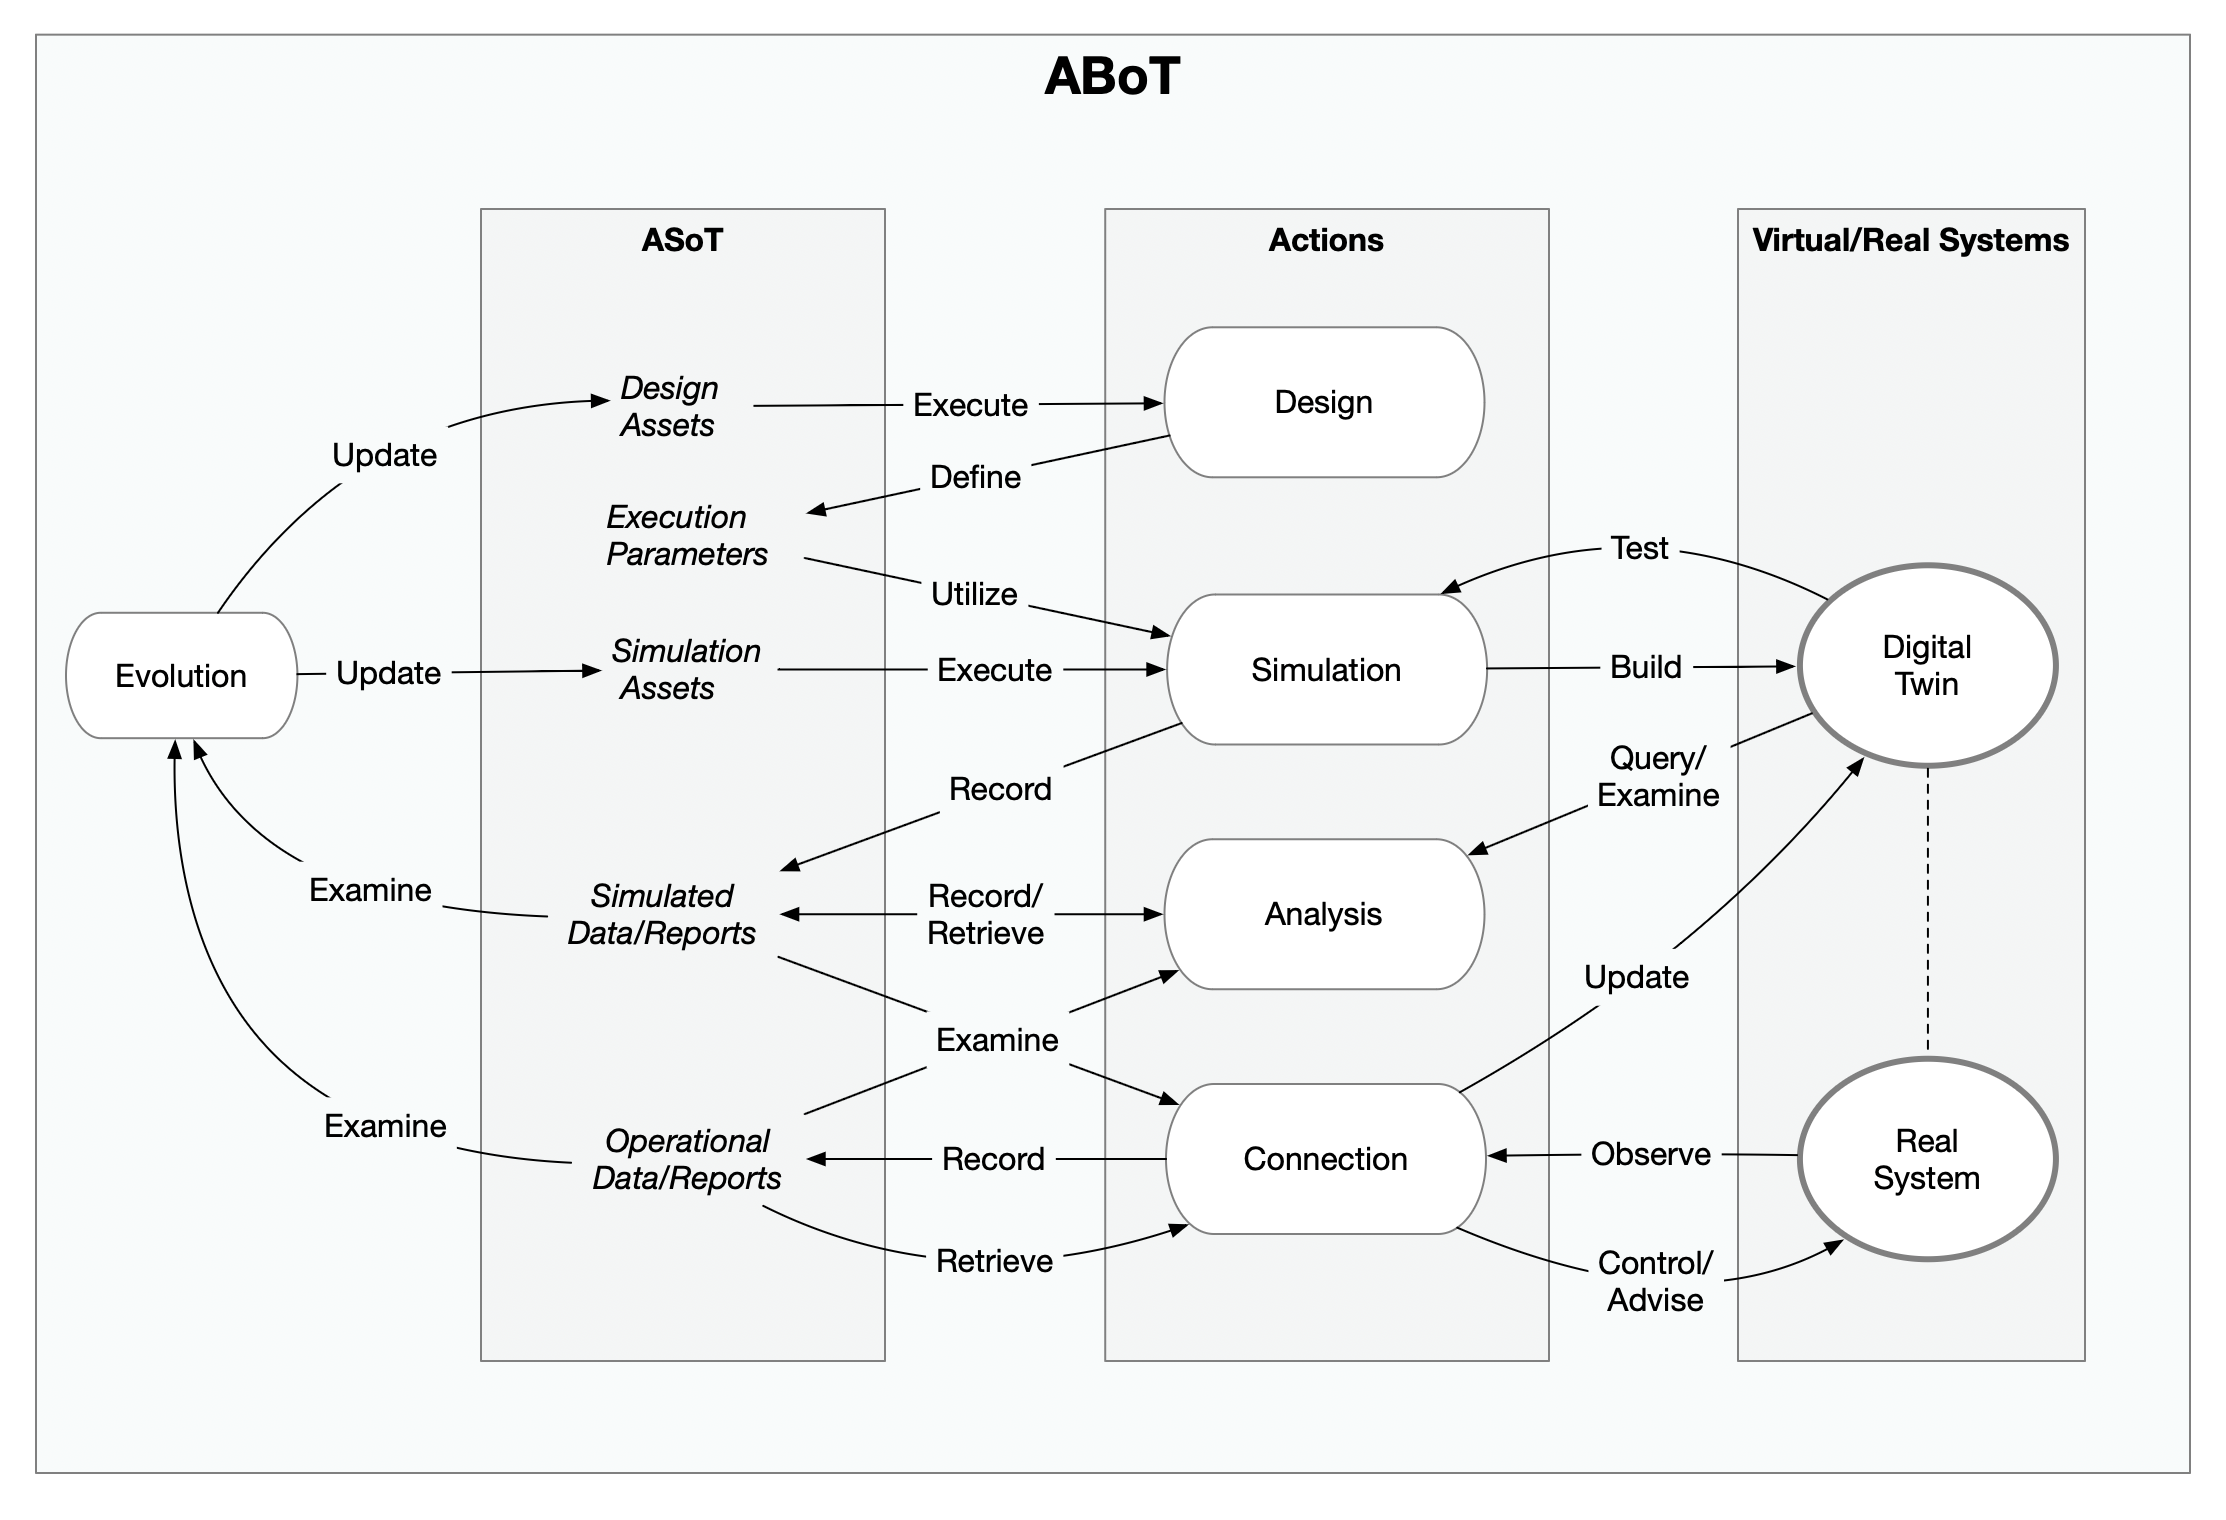 ABoT
ASoT
Actions
Virtual/Real Systems
Design
Assets
Execute
Design
Update
Define
Execution
Parameters
Utilize
Test
Evolution
Update
Simulation
Assets
Execute
Simulation
Build
Digital
Twin
Record
Query/
Examine
Examine
Simulated
Data/Reports
Record/
Retrieve
Analysis
Update
Examine
Examine
Operational
Data/Reports
Record
Connection
Observe
Real
System
Retrieve
Control/
Advise